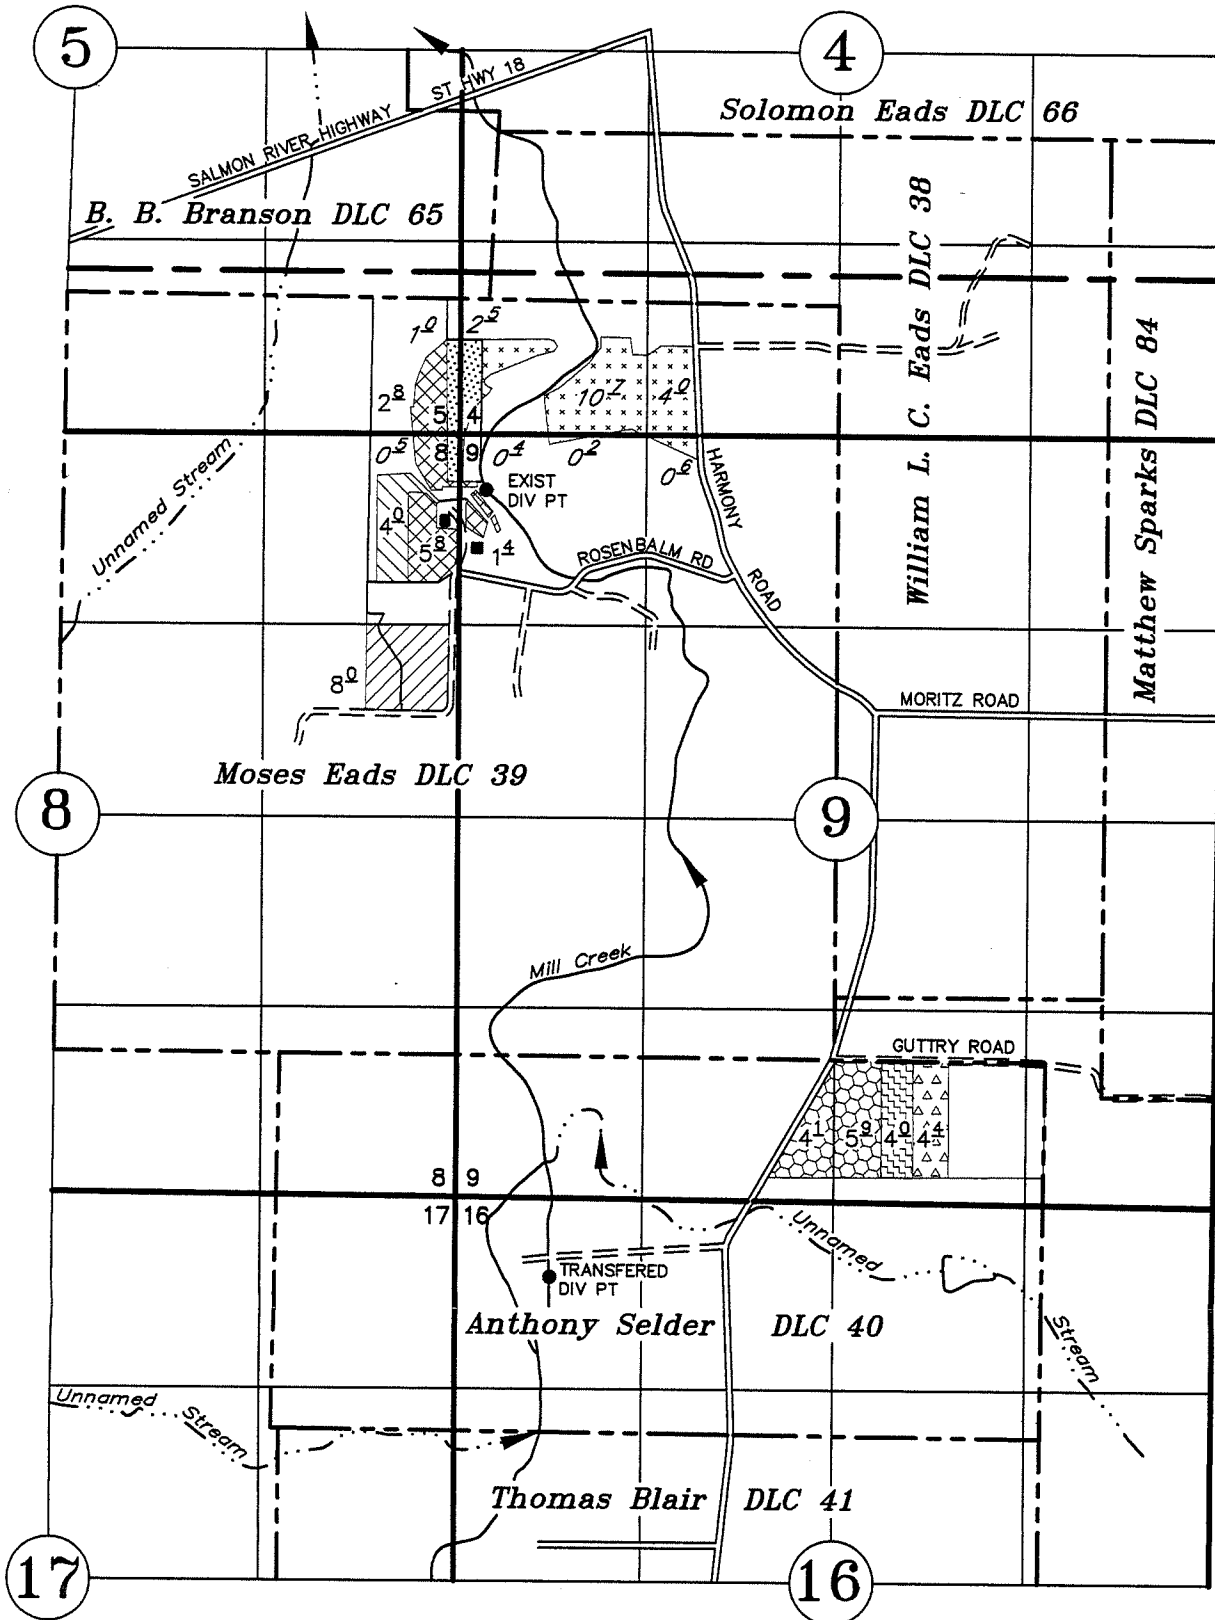 5
4
ST HWY 18
SALMON RIVER HIGHWAY
Solomon Eads DLC 66
B. B. Branson DLC 65
William L. C. Eads DLC 38
Matthew Sparks DLC 84
1 0
2 5
2 8
5 4
10 7
4 0
0 5
8 9
0 4
0 2
0 6
Unnamed Stream
EXIST
DIV PT
HARMONY
ROAD
4 0
5 8
1 4
ROSENBALM RD
8 0
MORITZ ROAD
Moses Eads DLC 39
8
9
Mill Creek
GUTTRY ROAD
4 1
5 9
4 0
4 4
8 9
17 16
Unnamed
Stream
TRANSFERED
DIV PT
Anthony Selder DLC 40
Unnamed
Stream
Thomas Blair DLC 41
17
16